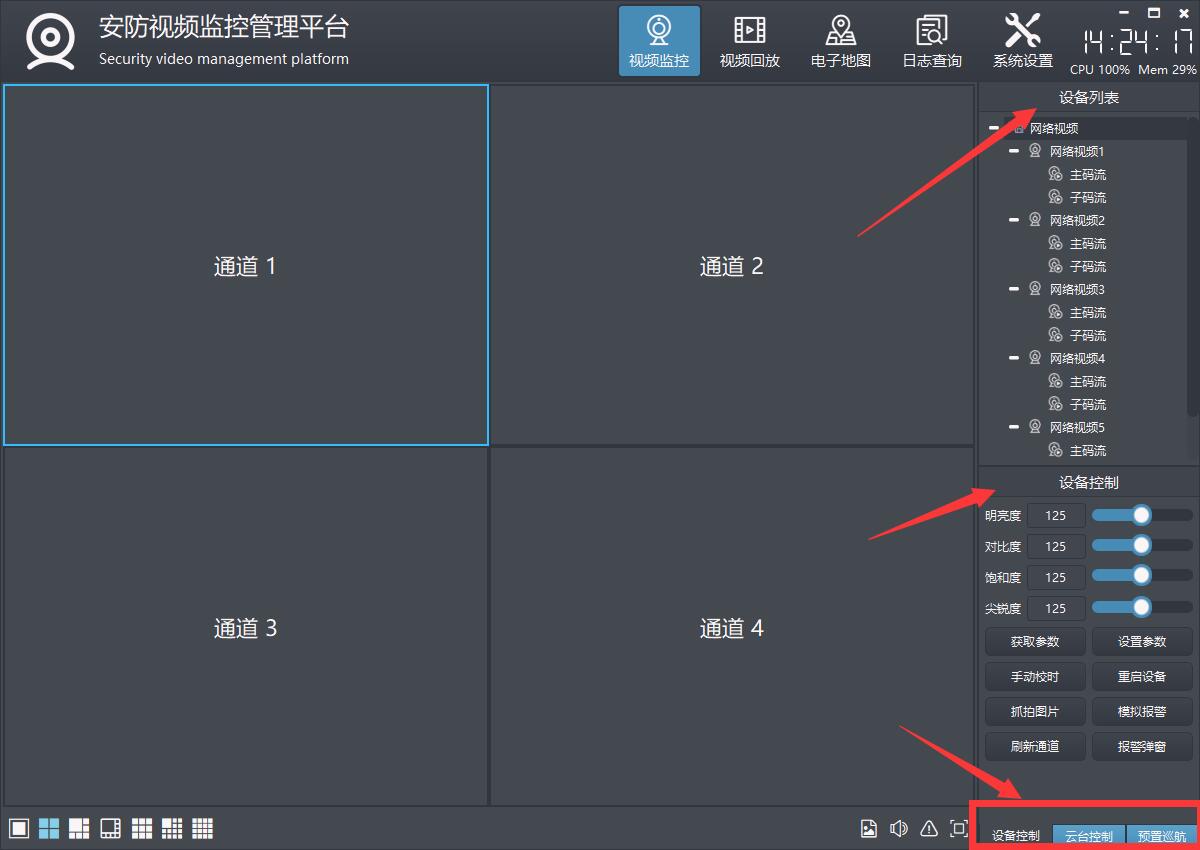 安防视频监控管理平台
Security video management platform
视频监控
视频回放
电子地图
日志查询
系统设置
14:24:17
CPU 100% Mem 29%
通道 1
通道 2
通道 3
通道 4
设备列表
网络视频
网络视频1
主码流
子码流
网络视频2
主码流
子码流
网络视频3
主码流
子码流
网络视频4
主码流
子码流
网络视频5
主码流
设备控制
明亮度 125
对比度 125
饱和度 125
尖锐度 125
获取参数 设置参数
手动校时 重启设备
抓拍图片 模拟报警
刷新通道 报警弹窗
设备控制 云台控制 预置巡航